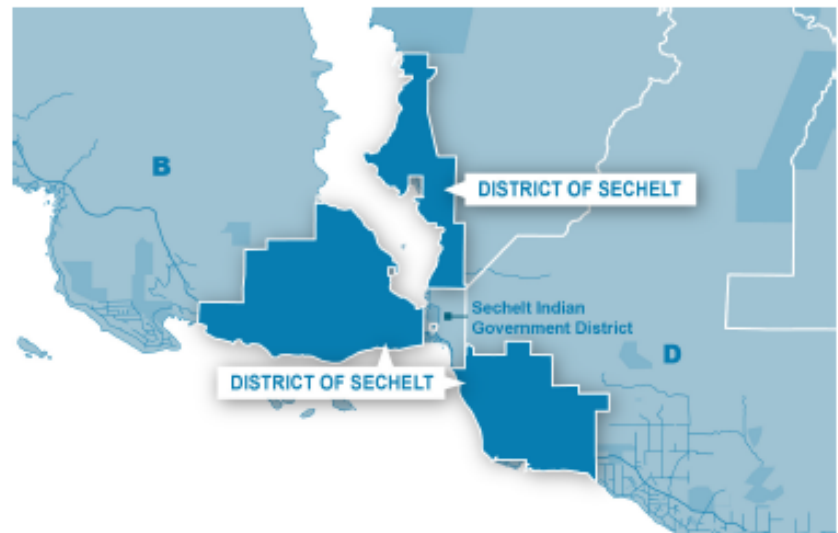 B
DISTRICT OF SECHELT
Sechelt Indian
Government District
D
DISTRICT OF SECHELT